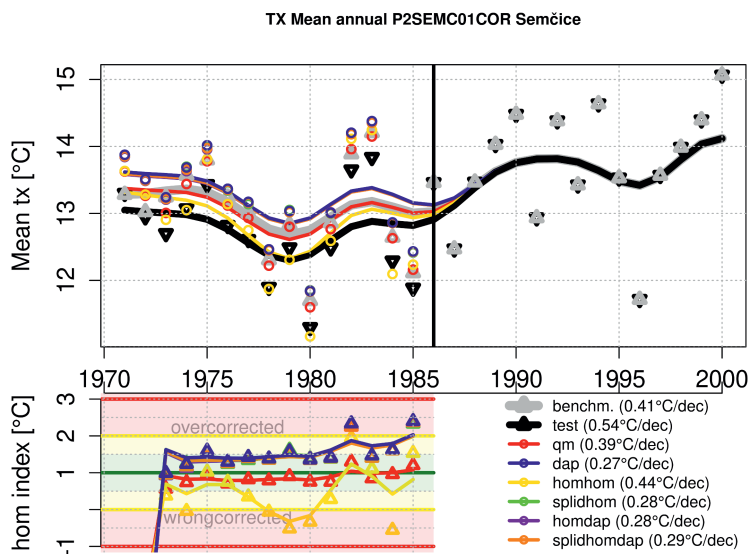 TX Mean annual P2SEMC01COR Semčice
Mean tx [°C]
15
14
13
12
1970 1975 1980 1985 1990 1995 2000
hom index [°C]
3
2
1
-1
overcorrected
wrongcorrected
benchm. (0.41°C/dec)
test (0.54°C/dec)
qm (0.39°C/dec)
dap (0.27°C/dec)
homhom (0.44°C/dec)
splidhom (0.28°C/dec)
homdap (0.28°C/dec)
splidhomdap (0.29°C/dec)